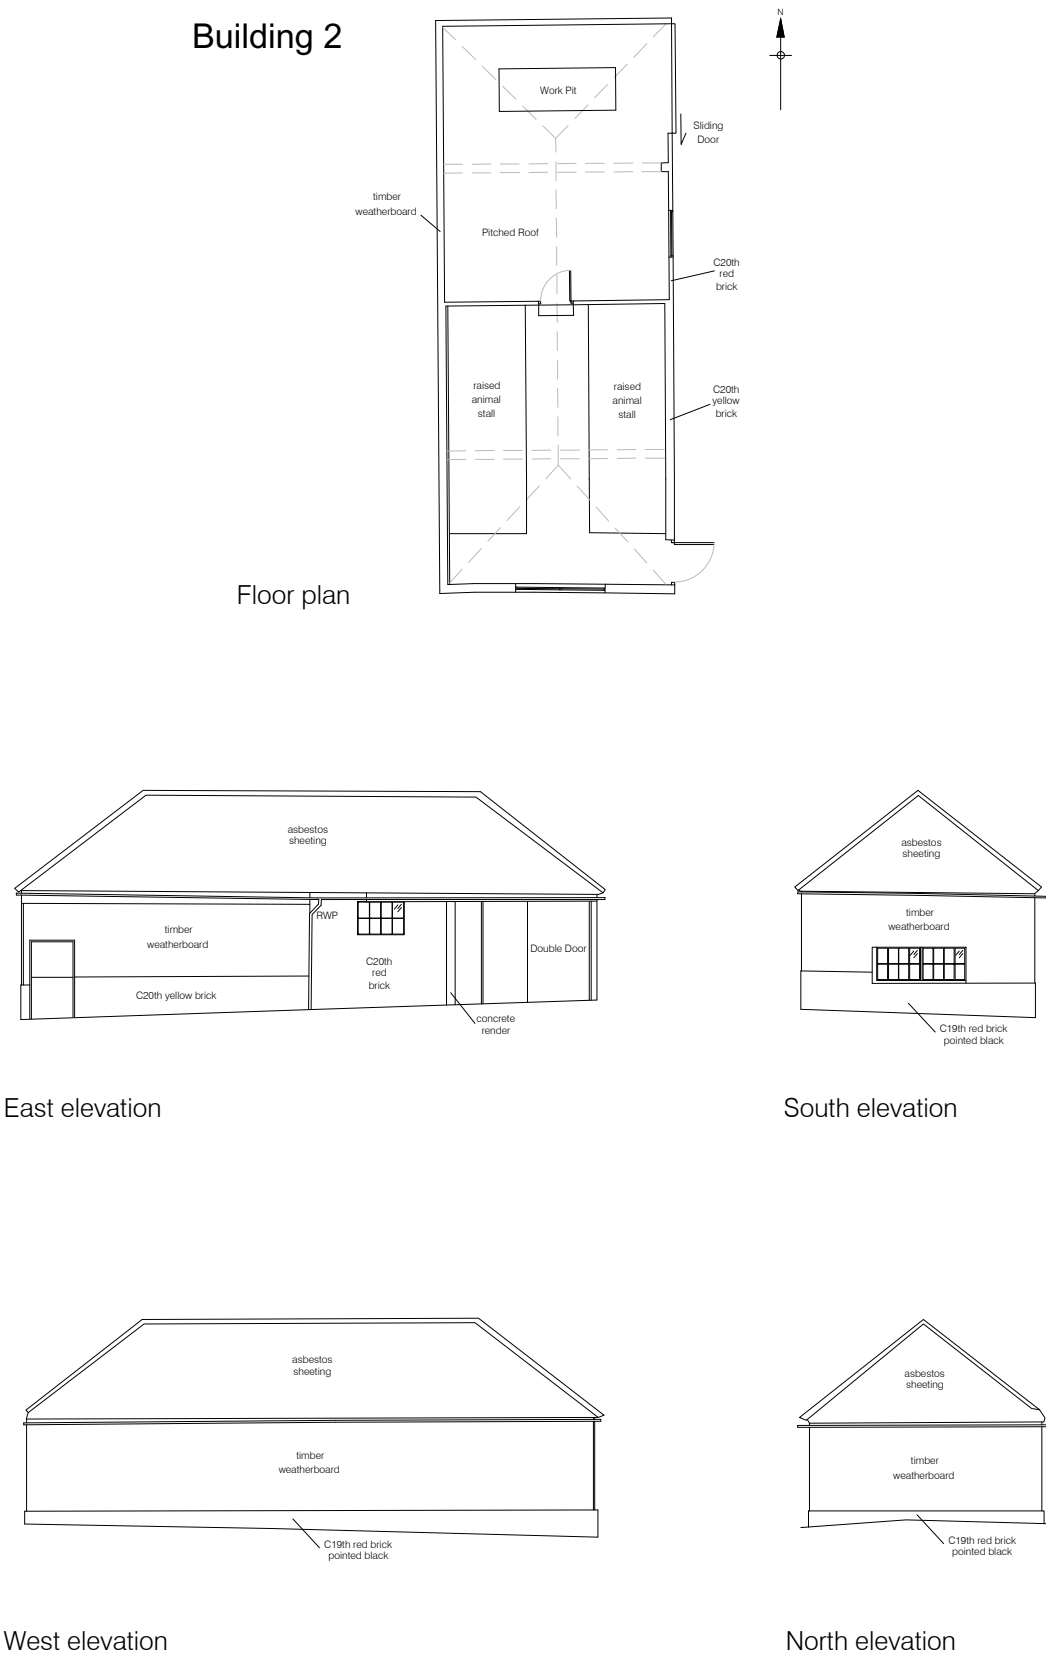 Building 2
N
Work Pit
Sliding
Door
timber
weatherboard
Pitched Roof
C20th
red
brick
raised
animal
stall
raised
animal
stall
C20th
yellow
brick
Floor plan
asbestos
sheeting
RWP
timber
weatherboard
C20th
red
brick
Double Door
C20th yellow brick
concrete
render
East elevation
asbestos
sheeting
timber
weatherboard
C19th red brick
pointed black
South elevation
asbestos
sheeting
timber
weatherboard
C19th red brick
pointed black
West elevation
asbestos
sheeting
timber
weatherboard
C19th red brick
pointed black
North elevation